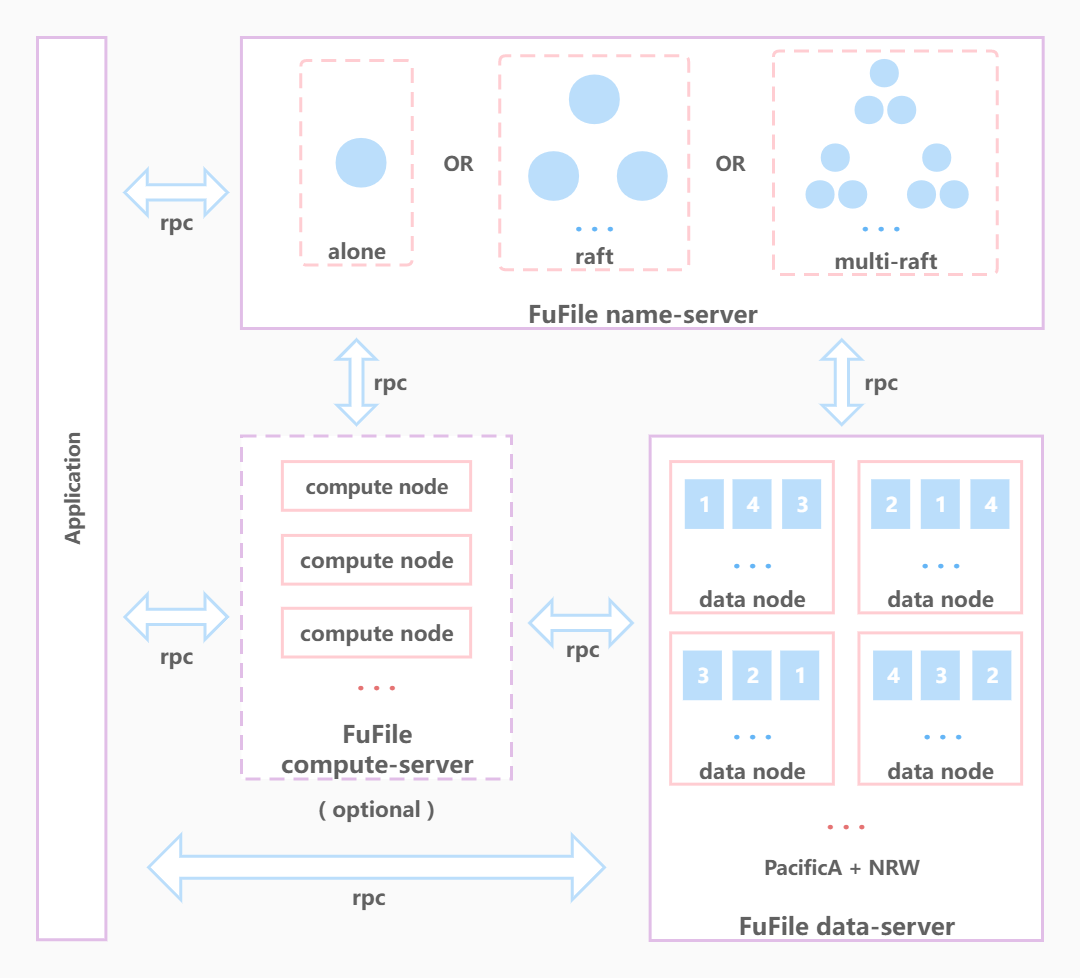 Application
rpc
alone
OR
raft
OR
multi-raft
FuFile name-server
rpc
rpc
compute node
compute node
compute node
FuFile
compute-server
( optional )
rpc
rpc
rpc
1 4 3
data node
2 1 4
data node
3 2 1
data node
4 3 2
data node
PacificA + NRW
FuFile data-server